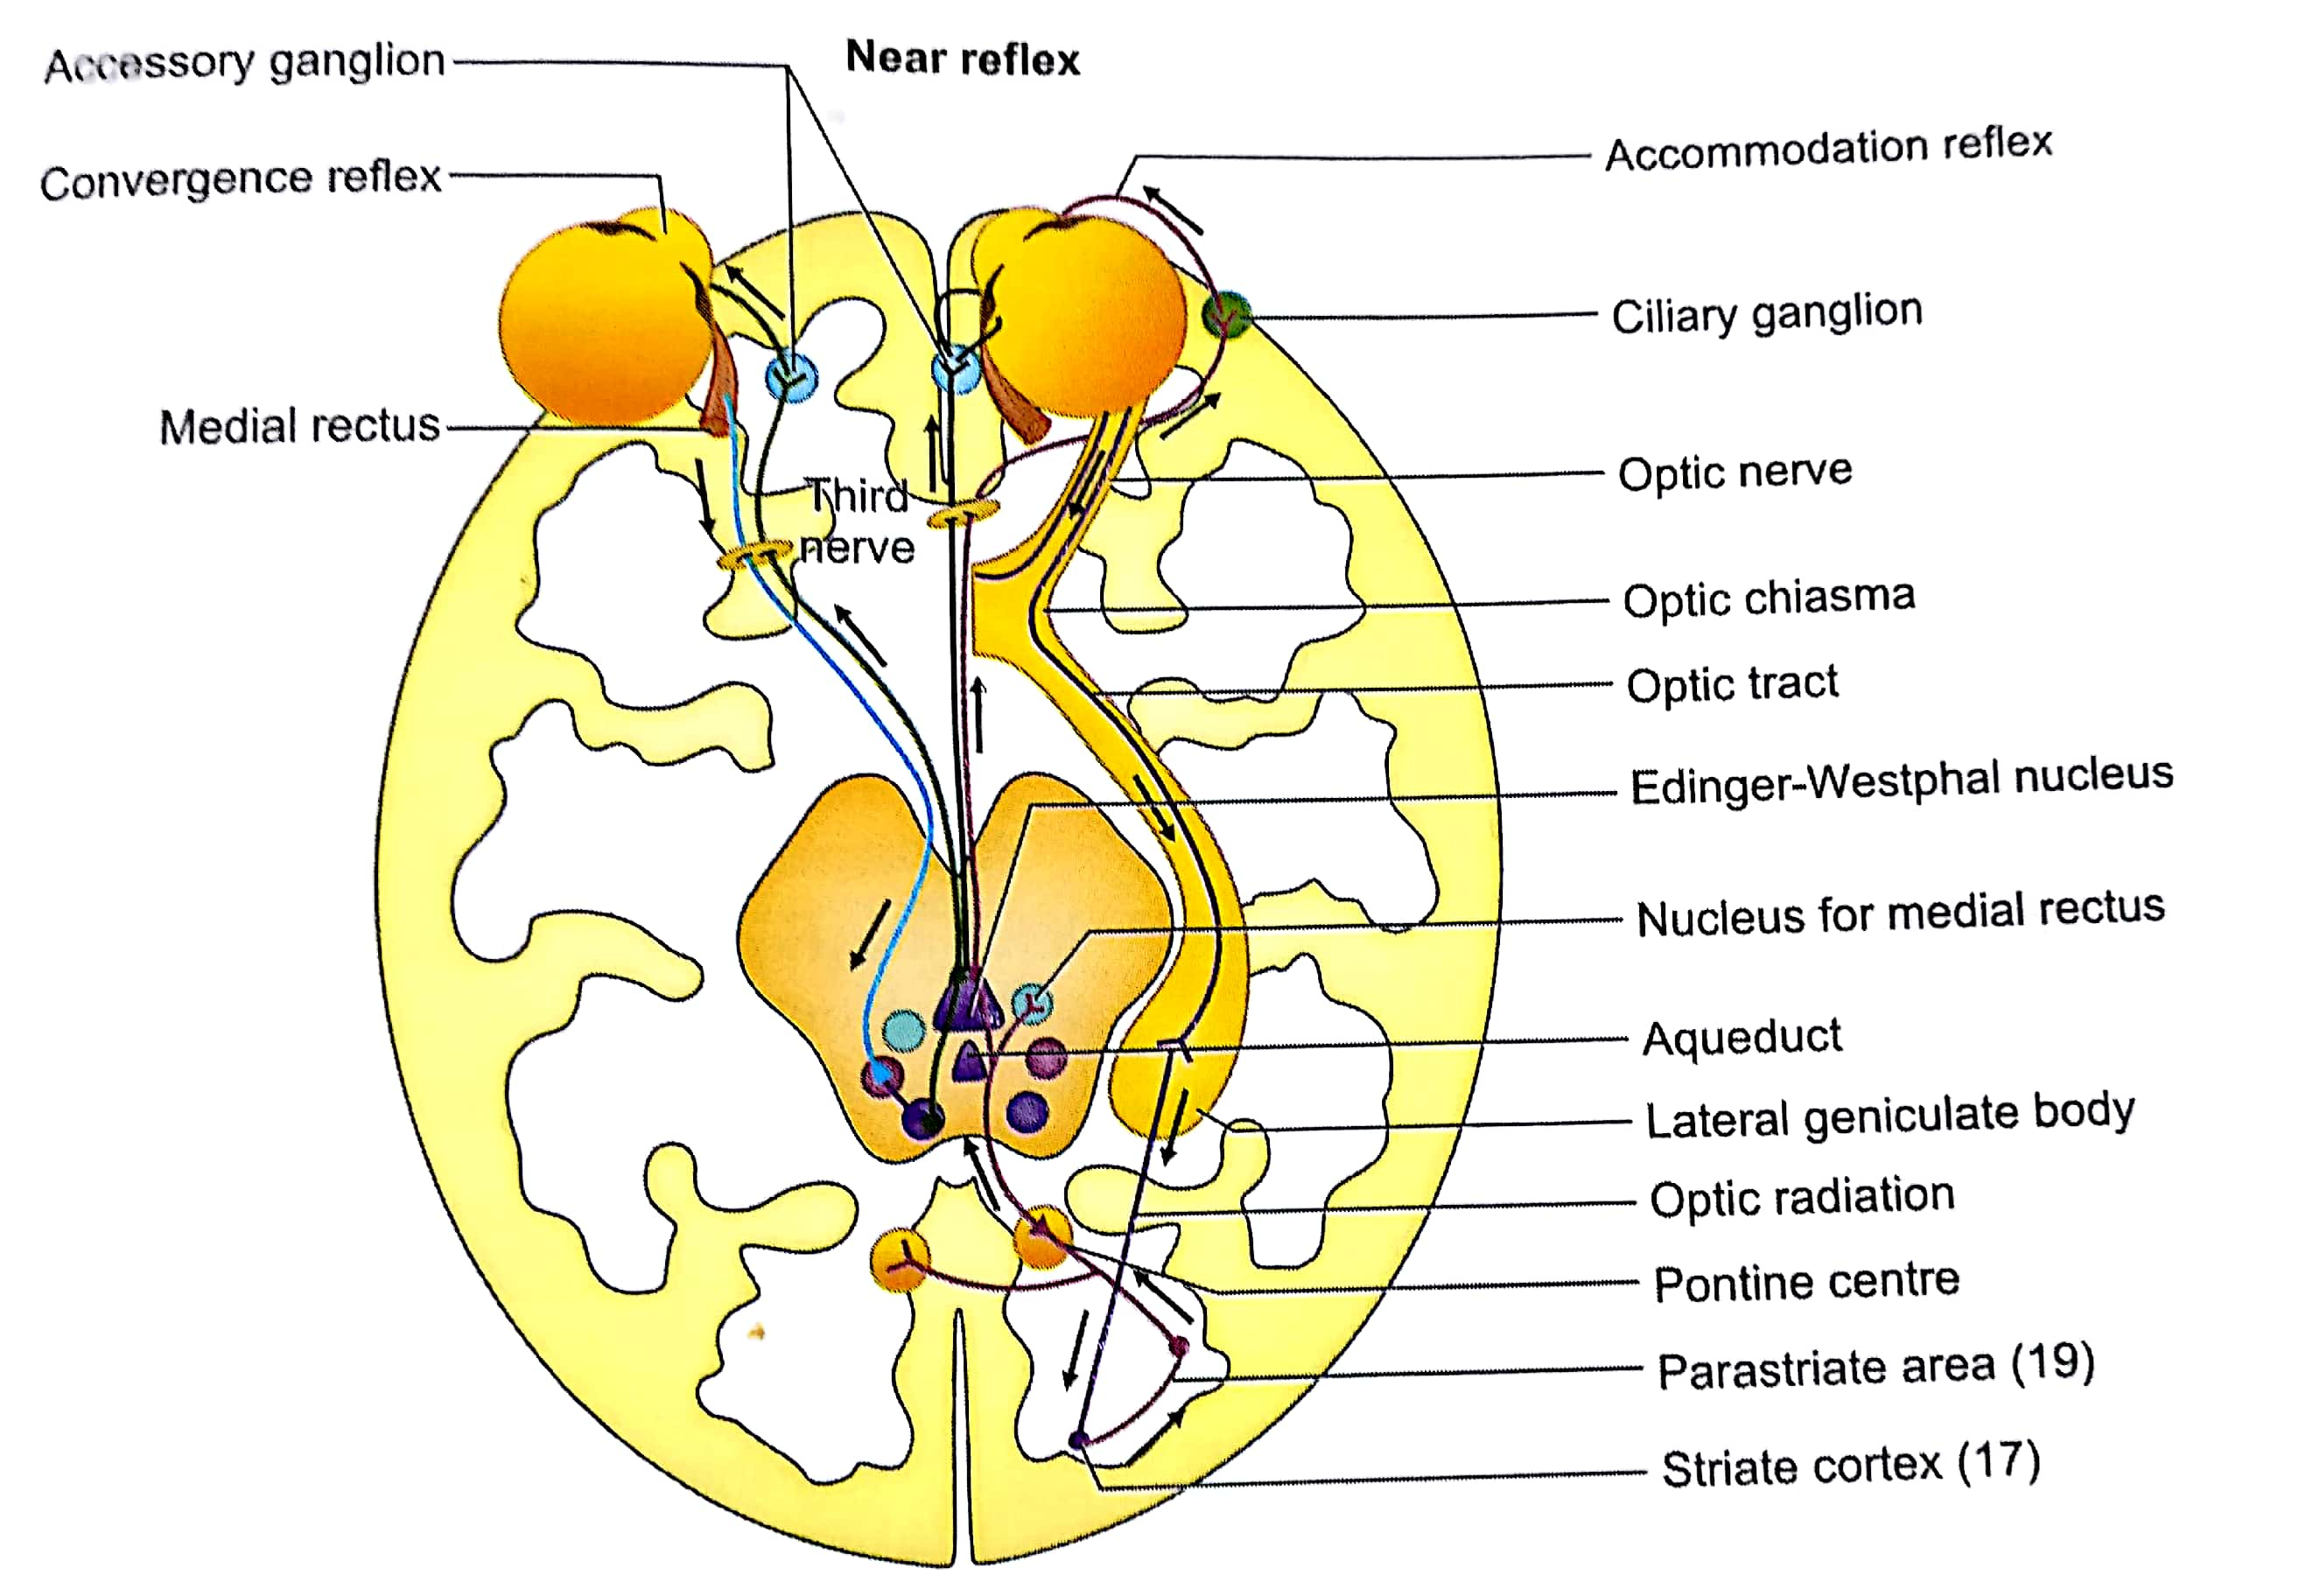 Near reflex
Accessory ganglion
Convergence reflex
Medial rectus
Third
nerve
Accommodation reflex
Ciliary ganglion
Optic nerve
Optic chiasma
Optic tract
Edinger-Westphal nucleus
Nucleus for medial rectus
Aqueduct
Lateral geniculate body
Optic radiation
Pontine centre
Parastriate area (19)
Striate cortex (17)